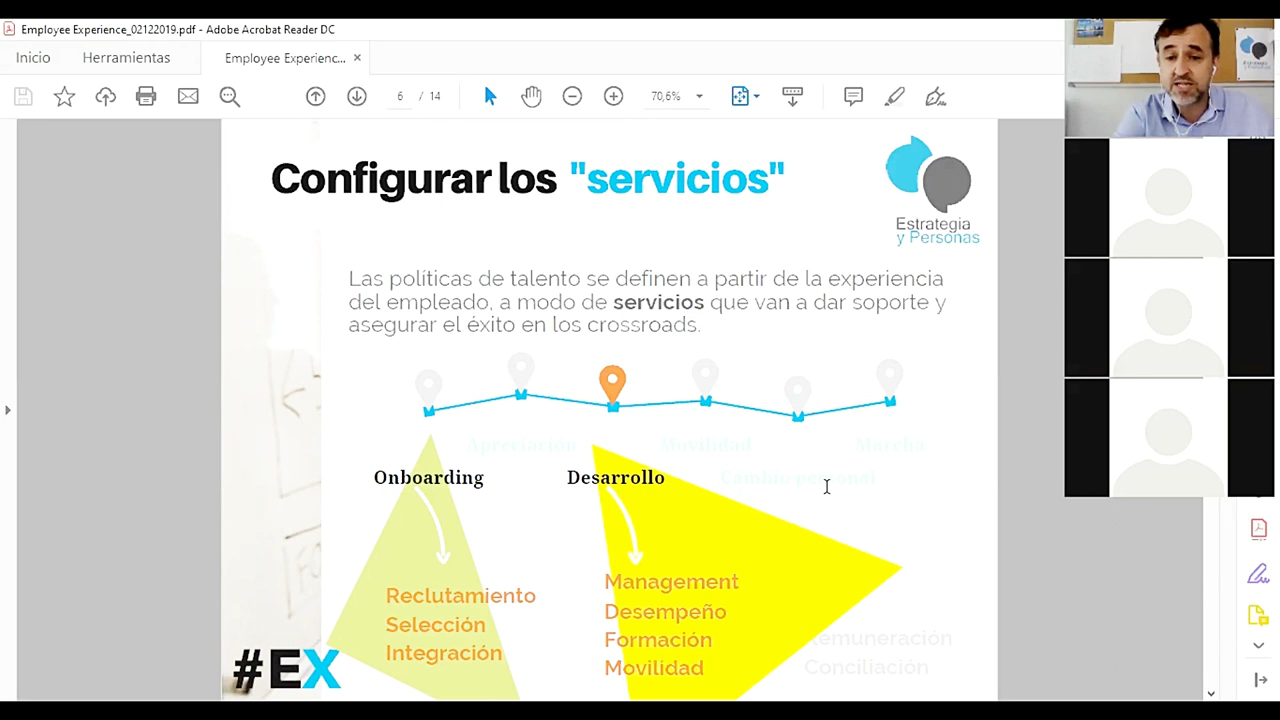 Employee Experience_02122019.pdf - Adobe Acrobat Reader DC
Inicio Herramientas Employee Experienc... ×
6 / 14 70,6%
Configurar los "servicios"
Estrategia
y Personas
Las políticas de talento se definen a partir de la experiencia
del empleado, a modo de servicios que van a dar soporte y
asegurar el éxito en los crossroads.
Apreciación Movilidad Marcha
Onboarding Desarrollo Cambio personal
Reclutamiento
Selección
Integración
Management
Desempeño
Formación
Movilidad
Remuneración
Conciliación
#EX
Estrategia
y Personas